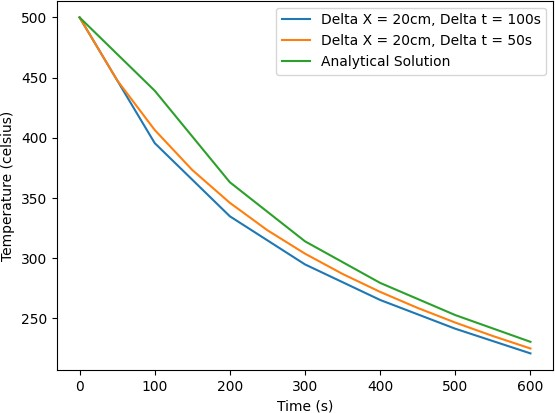 500
450
400
350
300
250
Temperature (celsius)
Delta X = 20cm, Delta t = 100s
Delta X = 20cm, Delta t = 50s
Analytical Solution
0 100 200 300 400 500 600
Time (s)